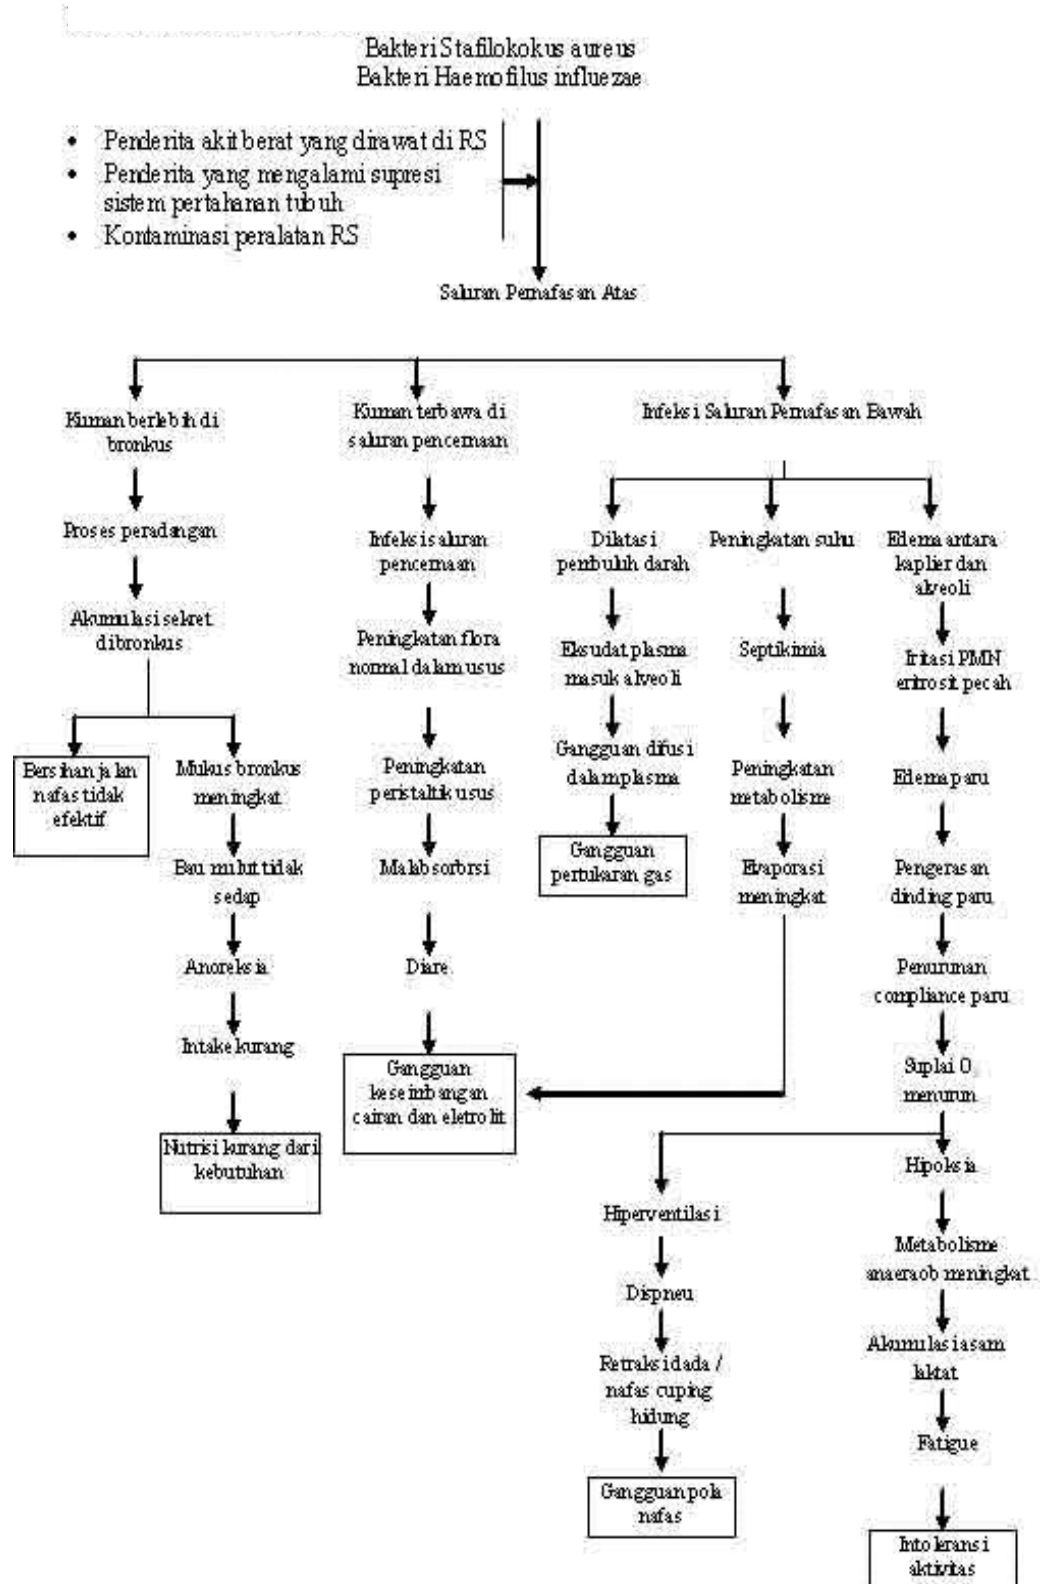 Bakteri Stafilokokus aureus
Bakteri Haemofilus influezae
• Penderita akit berat yang dirawat di RS
• Penderita yang mengalami supresi
sistem pertahanan tubuh
• Kontaminasi peralatan RS
Saluran Pernafasan Atas
Kuman berlebih di
bronkus
Proses peradangan
Akumulasi sekret
dibronkus
Bersihan jalan
nafas tidak
efektif
Mukus bronkus
meningkat
Bau mulut tidak
sedap
Anoreksia
Intake kurang
Nutrisi kurang dari
kebutuhan
Kuman terbawa di
saluran pencernaan
Infeksi saluran
pencernaan
Peningkatan flora
normal dalam usus
Peningkatan
peristaltik usus
Malabsorbrsi
Diare
Gangguan
keseimbangan
cairan dan eletrolit
Infeksi Saluran Pernafasan Bawah
Dilatasi
pembuluh darah
Eksudat plasma
masuk alveoli
Gangguan difusi
dalam plasma
Gangguan
pertukaran gas
Peningkatan suhu
Septikimia
Peningkatan
metabolisme
Evaporasi
meningkat
Edema antara
kaplier dan
alveoli
Iritasi PMN
eritrosit pecah
Edema paru
Pengerasan
dinding paru
Penurunan
compliance paru
Suplai O₂
menurun
Hiperventilasi
Dispneu
Retraksi dada /
nafas cuping
hidung
Gangguan pola
nafas
Hipoksia
Metabolisme
anaeraob meningkat
Akumulasi asam
laktat
Fatigue
Intoleransi
aktivitas